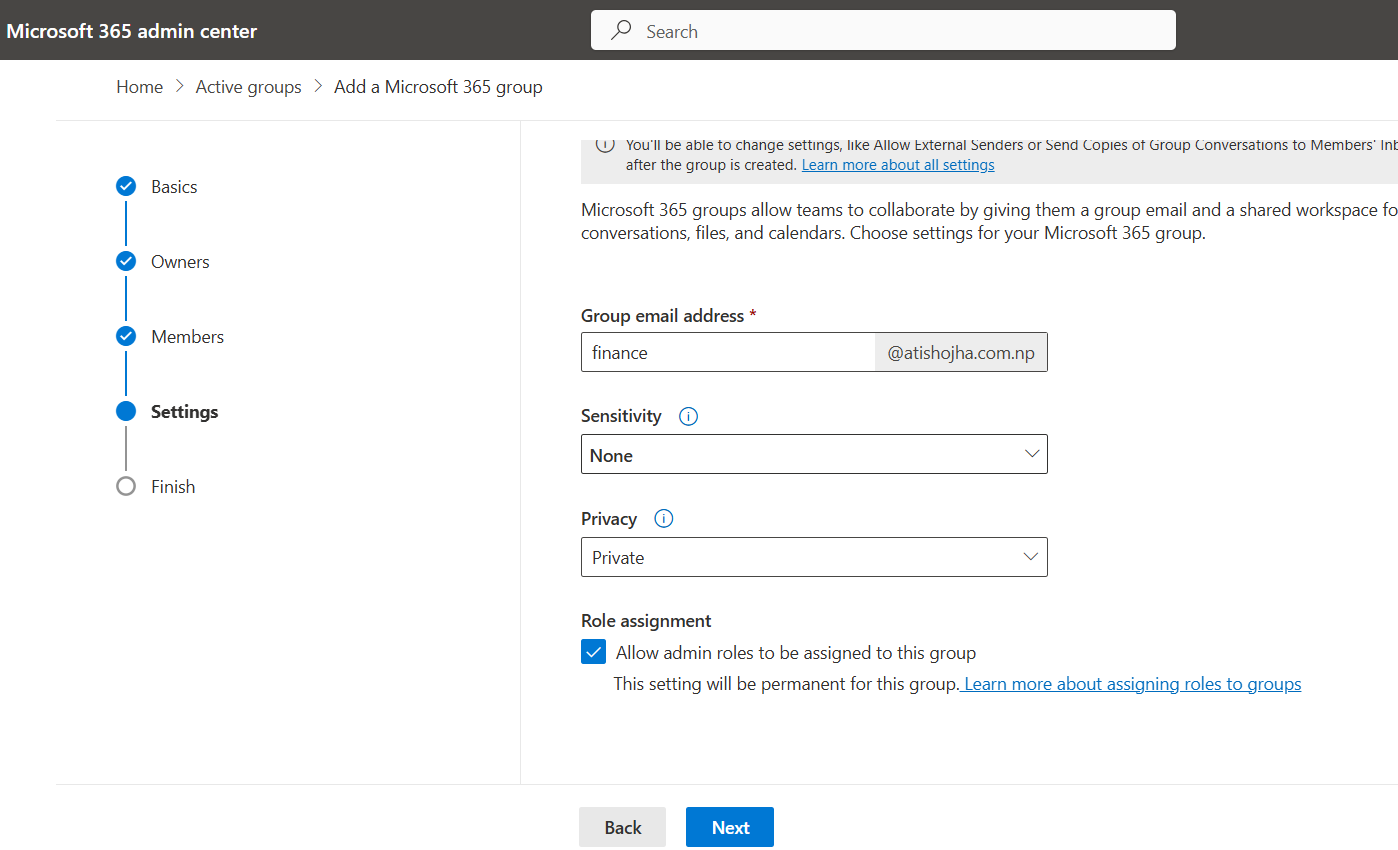 Microsoft 365 admin center
Search
Home > Active groups > Add a Microsoft 365 group
Basics
Owners
Members
Settings
Finish
You'll be able to change settings, like Allow External Senders or Send Copies of Group Conversations to Members'
after the group is created. Learn more about all settings
Microsoft 365 groups allow teams to collaborate by giving them a group email and a shared workspace
conversations, files, and calendars. Choose settings for your Microsoft 365 group.
Group email address *
finance @atishojha.com.np
Sensitivity
None
Privacy
Private
Role assignment
Allow admin roles to be assigned to this group
This setting will be permanent for this group. Learn more about assigning roles to groups
Back Next